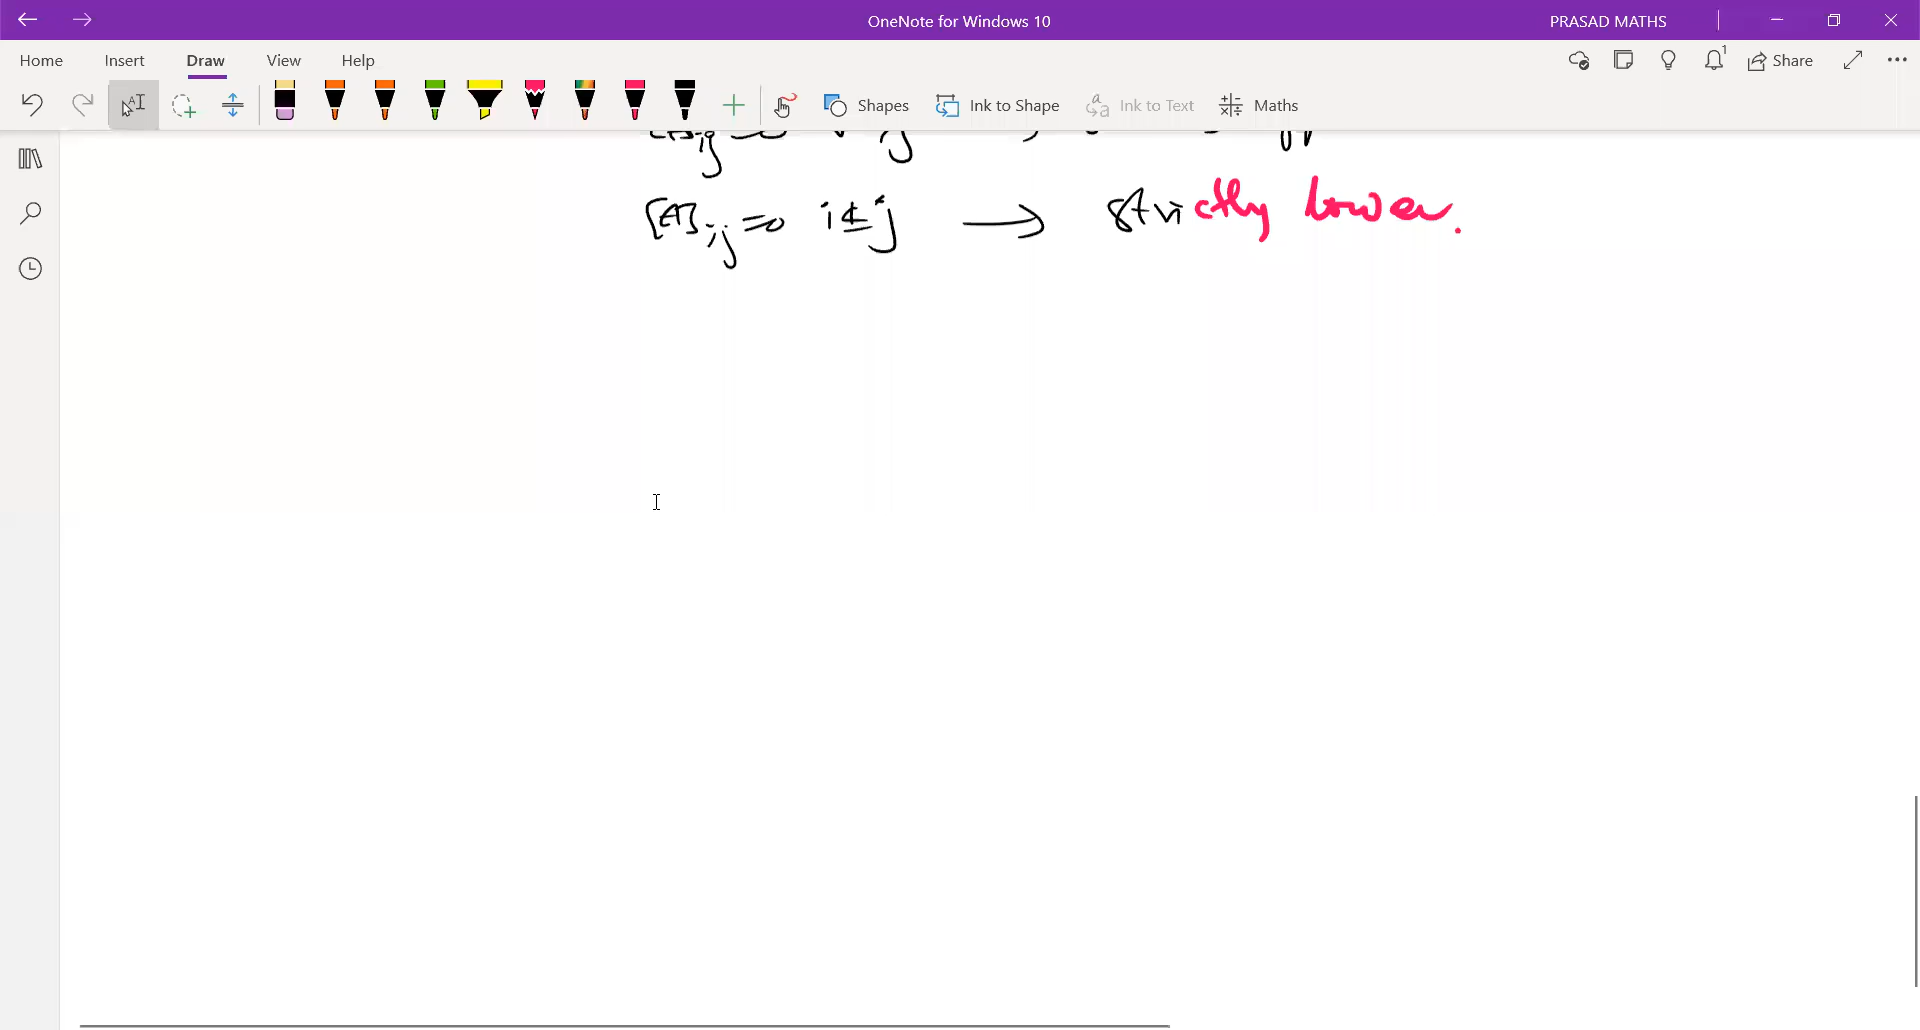 OneNote for Windows 10 PRASAD MATHS
Home Insert Draw View Help 1 Share
Shapes Ink to Shape Ink to Text Maths
[A]ij =0 i≤j → strictly lower.